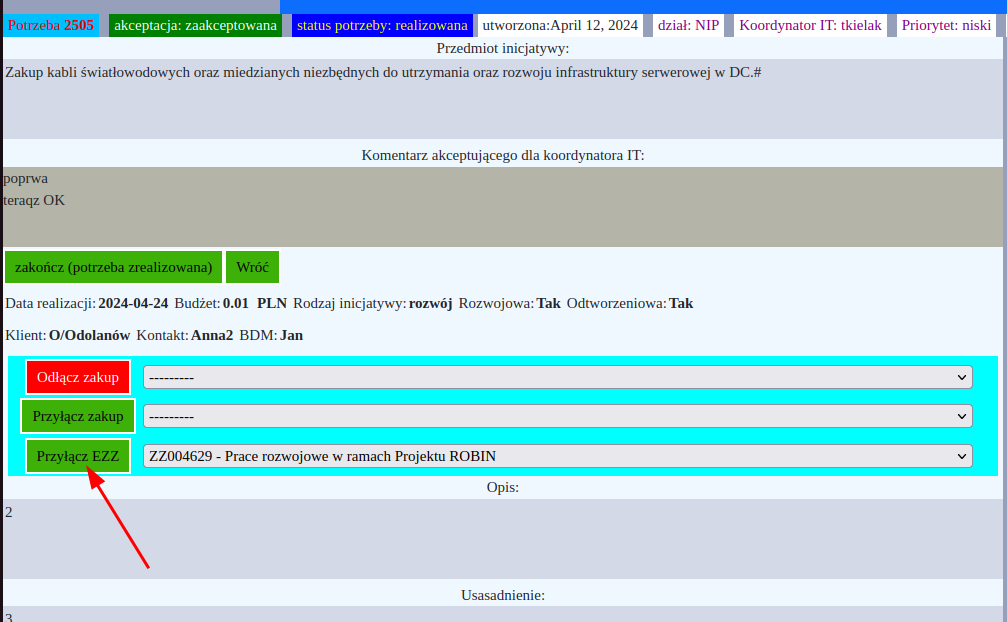 Potrzeba 2505 akceptacja: zaakceptowana status potrzeby: realizowana utworzona:April 12, 2024 dział: NIP Koordynator IT: tkielak Priorytet: niski
Przedmiot inicjatywy:
Zakup kabli światłowodowych oraz miedzianych niezbędnych do utrzymania oraz rozwoju infrastruktury serwerowej w DC.#
Komentarz akceptującego dla koordynatora IT:
poprwa
teraqz OK
zakończ (potrzeba zrealizowana) Wróć
Data realizacji: 2024-04-24 Budżet: 0.01 PLN Rodzaj inicjatywy: rozwój Rozwojowa: Tak Odtworzeniowa: Tak
Klient: O/Odolanów Kontakt: Anna2 BDM: Jan
Odłącz zakup ---------
Przyłącz zakup ---------
Przyłącz EZZ ZZ004629 - Prace rozwojowe w ramach Projektu ROBIN
Opis:
2
Usasadnienie:
3